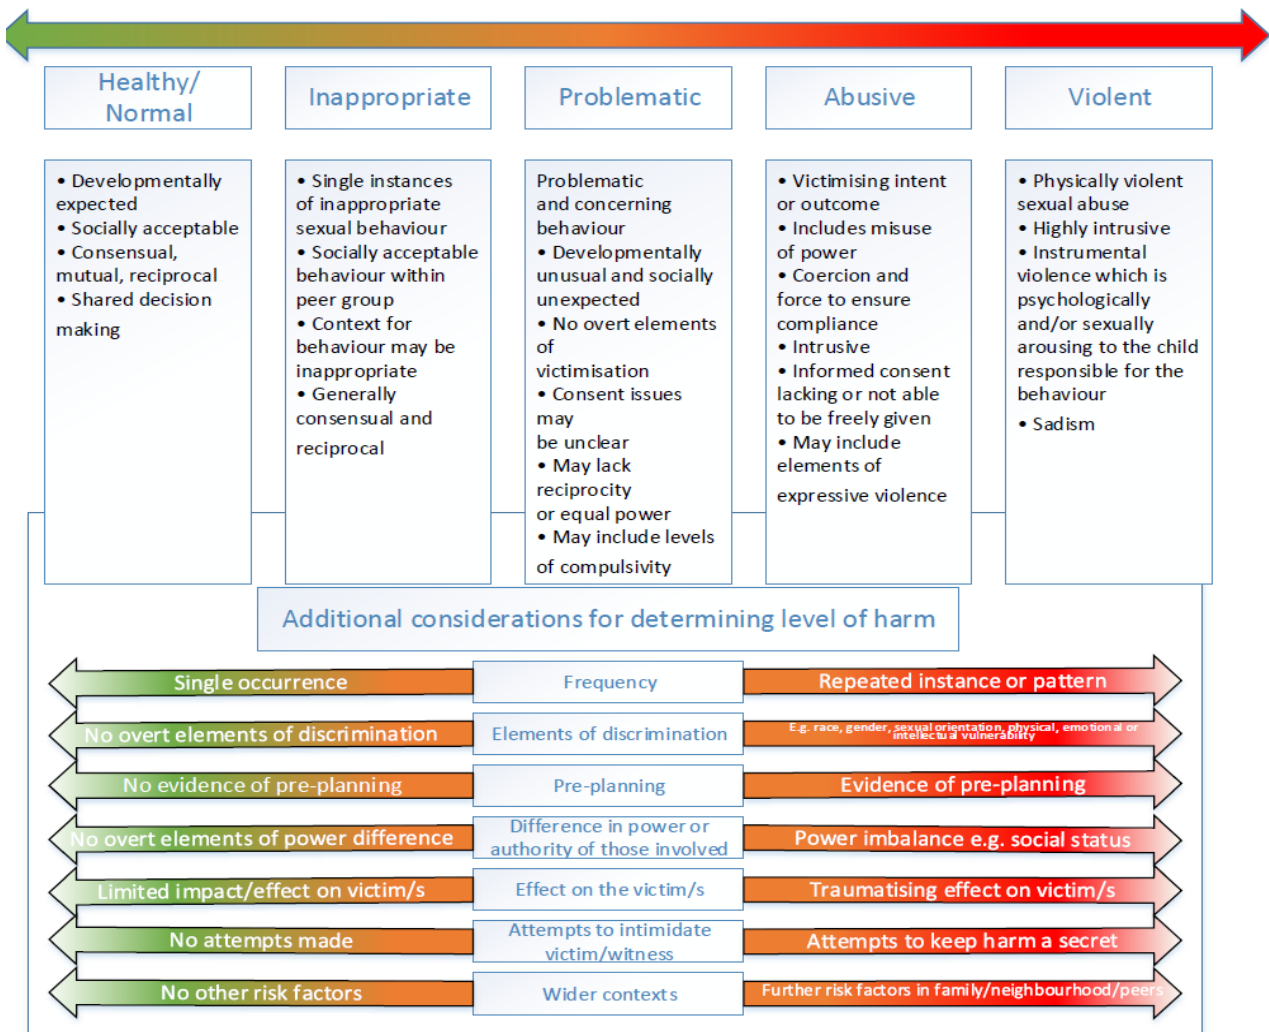 Healthy/
Normal
Inappropriate
Problematic
Abusive
Violent
• Developmentally
expected
• Socially acceptable
• Consensual,
mutual, reciprocal
• Shared decision
making
• Single instances
of inappropriate
sexual behaviour
• Socially acceptable
behaviour within
peer group
• Context for
behaviour may be
inappropriate
• Generally
consensual and
reciprocal
Problematic
and concerning
behaviour
• Developmentally
unusual and socially
unexpected
• No overt elements
of
victimisation
• Consent issues
may
be unclear
• May lack
reciprocity
or equal power
• May include levels
of compulsivity
• Victimising intent
or outcome
• Includes misuse
of power
• Coercion and
force to ensure
compliance
• Intrusive
• Informed consent
lacking or not able
to be freely given
• May include
elements of
expressive violence
• Physically violent
sexual abuse
• Highly intrusive
• Instrumental
violence which is
psychologically
and/or sexually
arousing to the child
responsible for the
behaviour
• Sadism
Additional considerations for determining level of harm
Single occurrence
Frequency
Repeated instance or pattern
No overt elements of discrimination
Elements of discrimination
E.g. race, gender, sexual orientation, physical, emotional or
intellectual vulnerability
No evidence of pre-planning
Pre-planning
Evidence of pre-planning
No overt elements of power difference
Difference in power or
authority of those involved
Power imbalance e.g. social status
Limited impact/effect on victim/s
Effect on the victim/s
Traumatising effect on victim/s
No attempts made
Attempts to intimidate
victim/witness
Attempts to keep harm a secret
No other risk factors
Wider contexts
Further risk factors in family/neighbourhood/peers